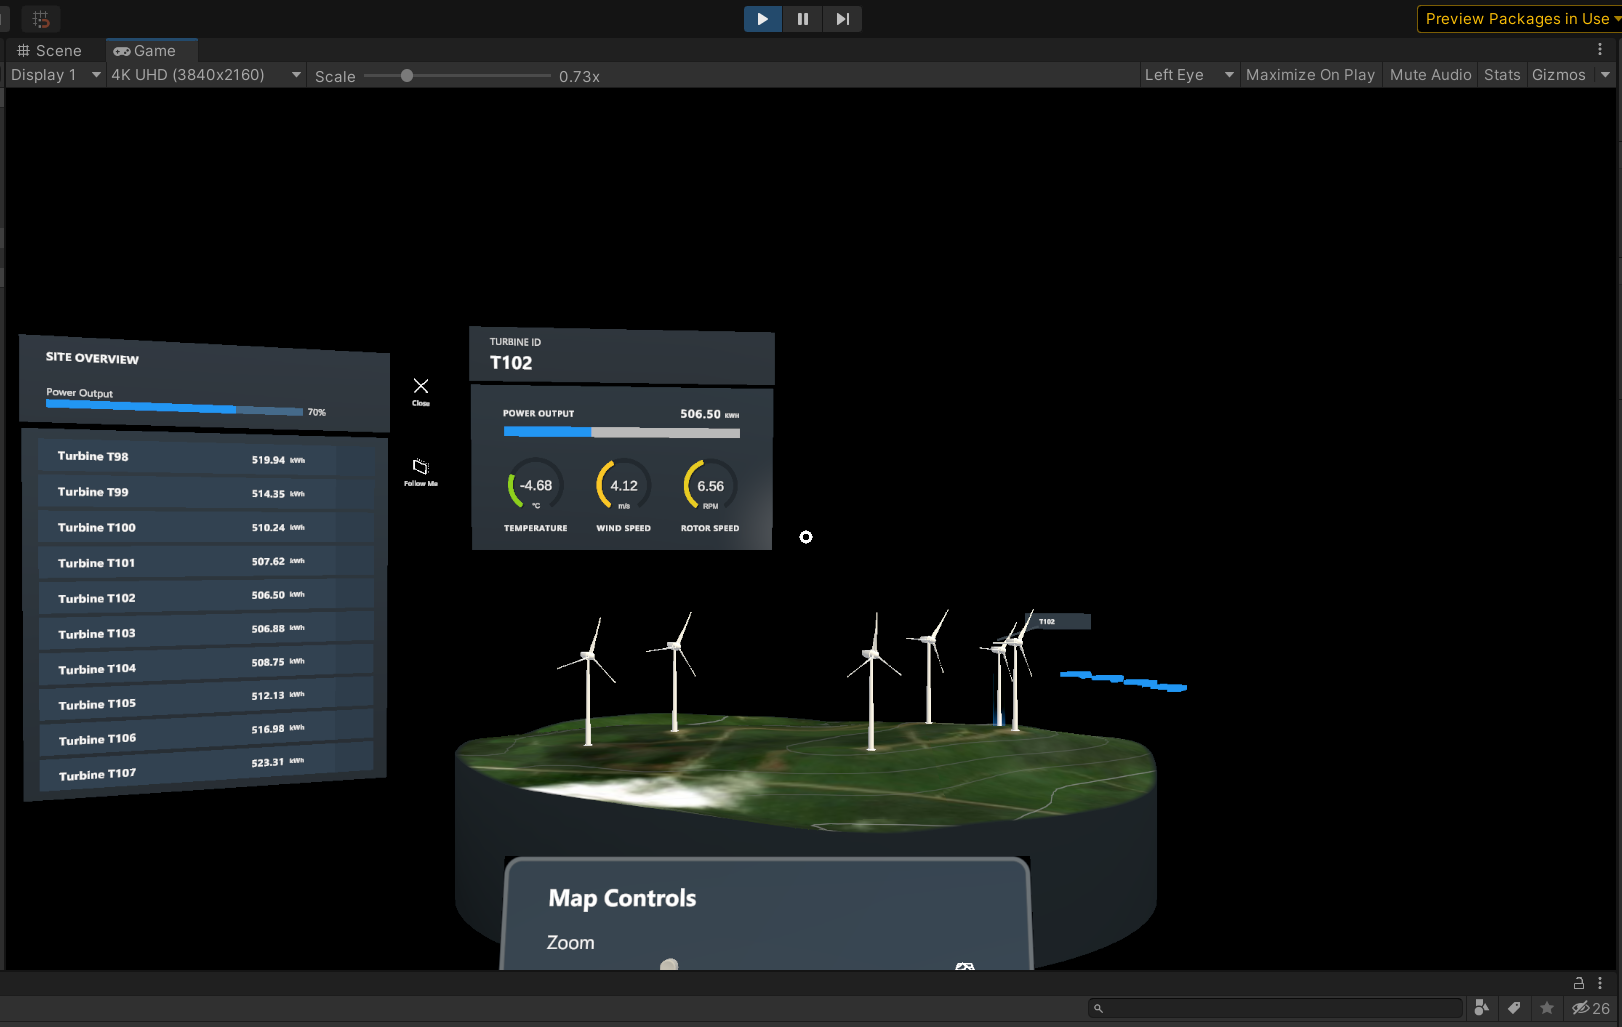 Preview Packages in Use
Scene
Game
Display 1
4K UHD (3840x2160)
Scale
0.73x
Left Eye
Maximize On Play
Mute Audio
Stats
Gizmos
SITE OVERVIEW
Power Output
70%
Turbine T98 519.94 kWh
Turbine T99 514.35 kWh
Turbine T100 510.24 kWh
Turbine T101 507.62 kWh
Turbine T102 506.50 kWh
Turbine T103 506.88 kWh
Turbine T104 508.75 kWh
Turbine T105 512.13 kWh
Turbine T106 516.98 kWh
Turbine T107 523.31 kWh
Close
Follow Me
TURBINE ID
T102
POWER OUTPUT 506.50 KWH
-4.68 4.12 6.56
°C m/s RPM
TEMPERATURE WIND SPEED ROTOR SPEED
T102
Map Controls
Zoom
26